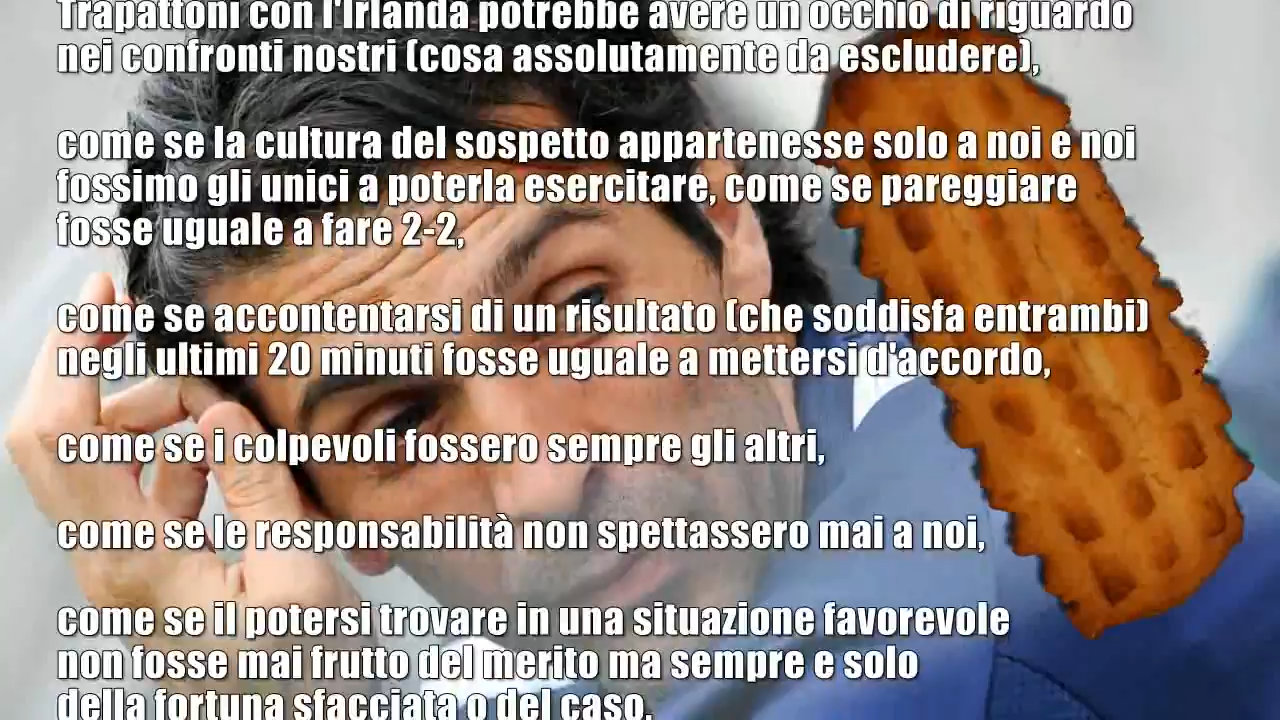 Trapattoni con l'Irlanda potrebbe avere un occhio di riguardo
nei confronti nostri (cosa assolutamente da escludere),
come se la cultura del sospetto appartenesse solo a noi e noi
fossimo gli unici a poterla esercitare, come se pareggiare
fosse uguale a fare 2-2,
come se accontentarsi di un risultato (che soddisfa entrambi)
negli ultimi 20 minuti fosse uguale a mettersi d'accordo,
come se i colpevoli fossero sempre gli altri,
come se le responsabilità non spettassero mai a noi,
come se il potersi trovare in una situazione favorevole
non fosse mai frutto del merito ma sempre e solo
della fortuna sfacciata o del caso.